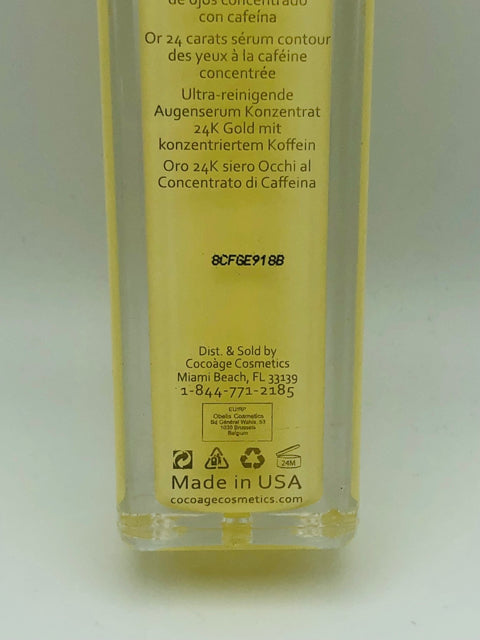 de ojos concentrado
con cafeína
Or 24 carats sérum contour
des yeux à la caféine
concentrée
Ultra-reinigende
Augenserum Konzentrat
24K Gold mit
konzentriertem Koffein
Oro 24K siero Occhi al
Concentrato di Caffeina
8CFGE918B
Dist. & Sold by
Cocoàge Cosmetics
Miami Beach, FL 33139
1-844-771-2185
EU/RP
Obelis Cosmetics
Bd Général Wahis, 53
1030 Brussels
Belgium
24M
Made in USA
cocoagecosmetics.com